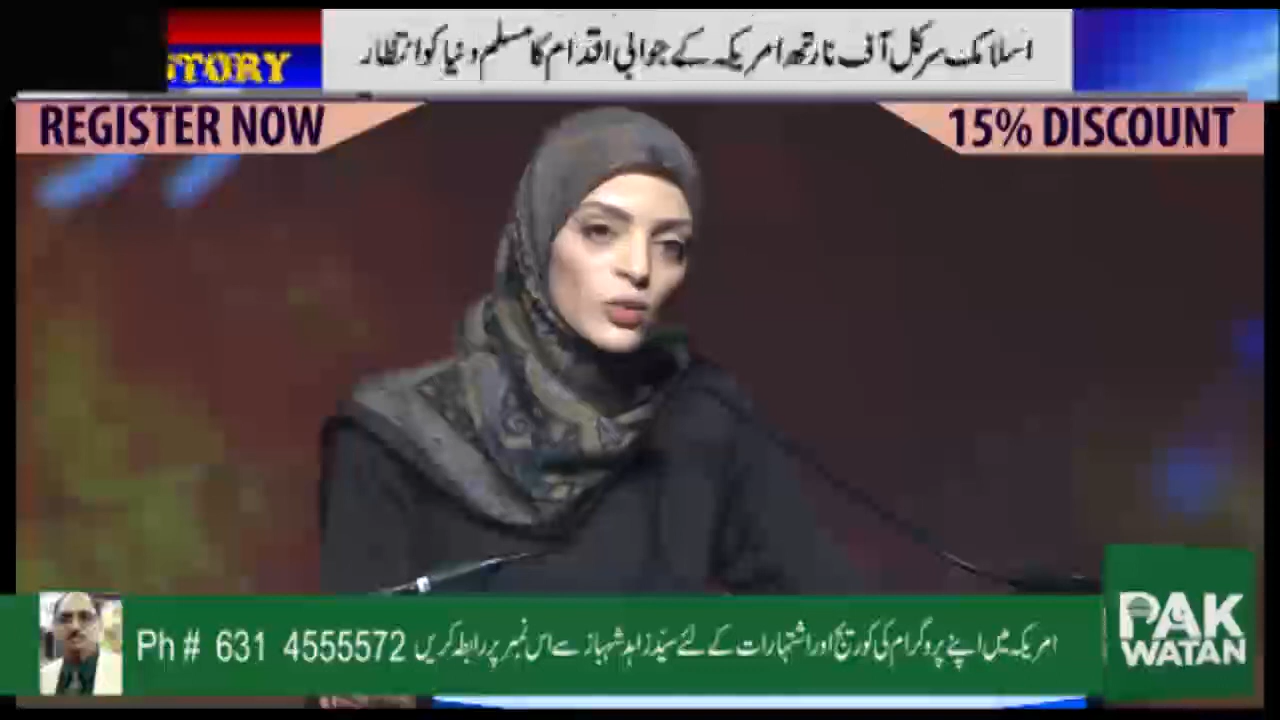 STORY
اسلامک سرکل آف نارتھ امریکہ کے جوابی اقدام کا مسلم دنیا کو انتظار
REGISTER NOW
15% DISCOUNT
Ph # 631 4555572 امریکہ میں اپنے پروگرام کی کوریج اور اشتہارات کے لئے سیّد زاہد شہباز سے اس نمبر پر رابطہ کریں
PAK
WATAN